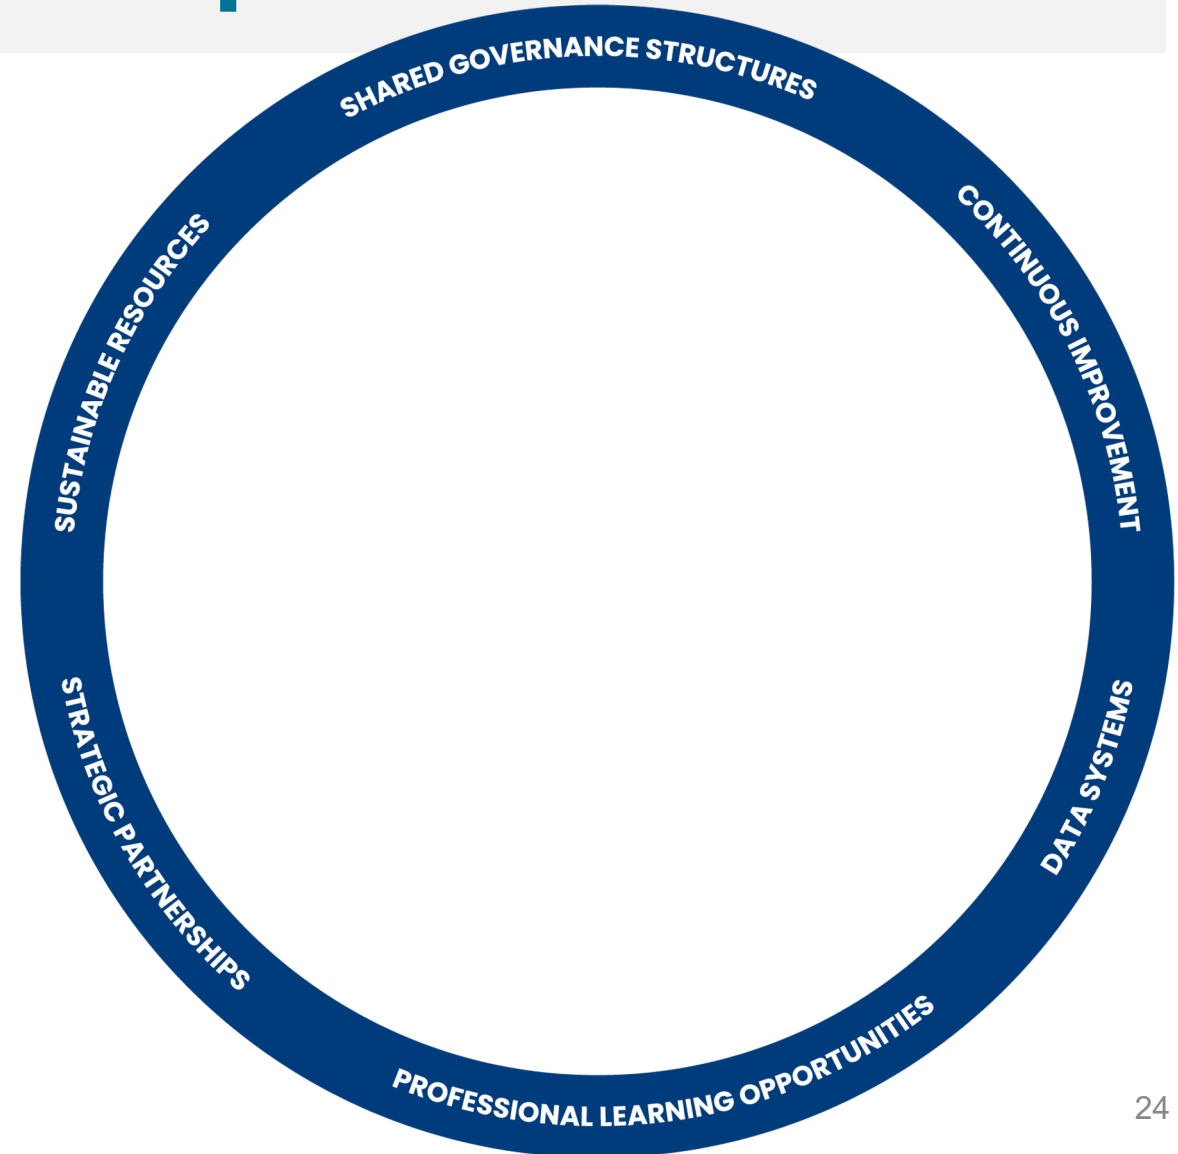 SHARED GOVERNANCE STRUCTURES
CONTINUOUS IMPROVEMENT
DATA SYSTEMS
PROFESSIONAL LEARNING OPPORTUNITIES
STRATEGIC PARTNERSHIPS
SUSTAINABLE RESOURCES
24